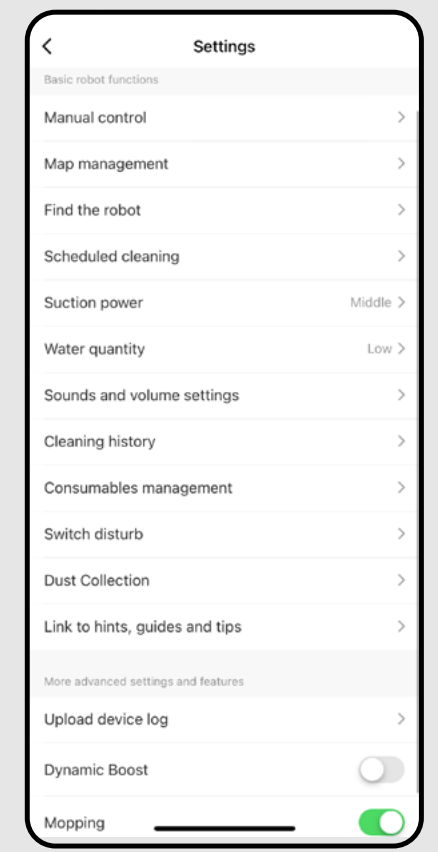 Settings
Basic robot functions
Manual control
Map management
Find the robot
Scheduled cleaning
Suction power Middle
Water quantity Low
Sounds and volume settings
Cleaning history
Consumables management
Switch disturb
Dust Collection
Link to hints, guides and tips
More advanced settings and features
Upload device log
Dynamic Boost
Mopping